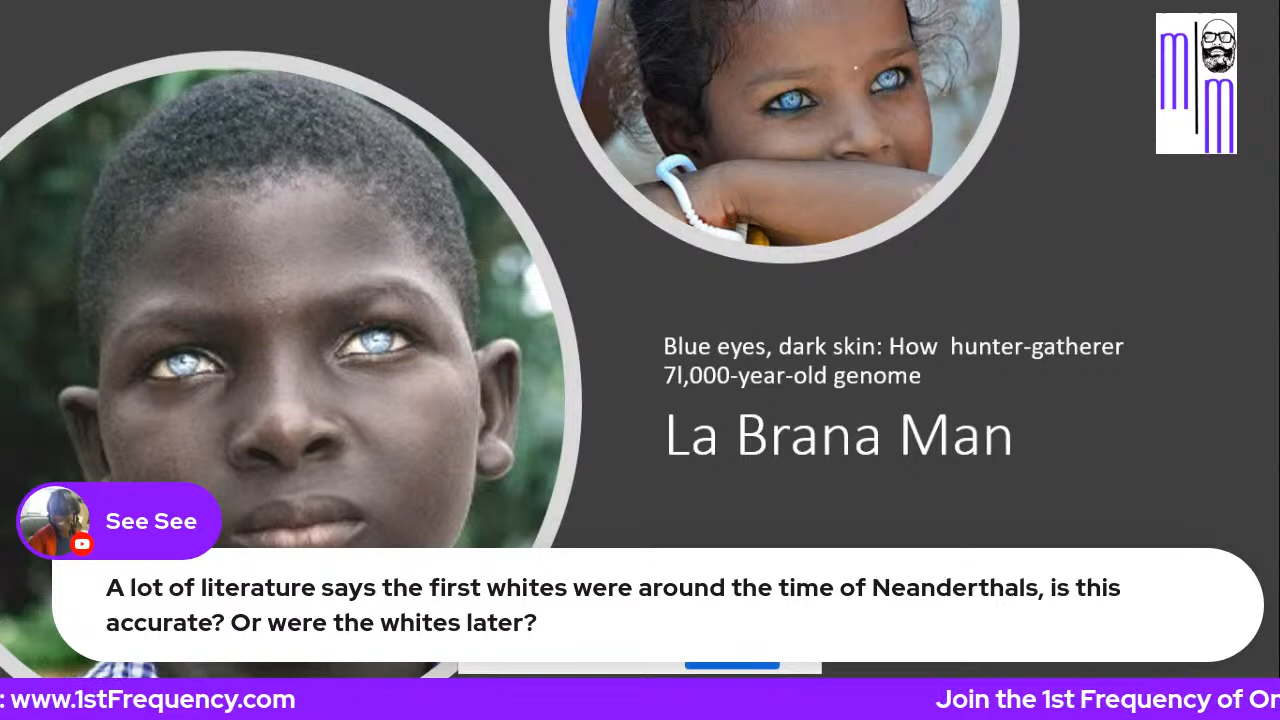 m
m
Blue eyes, dark skin: How  hunter-gatherer
7l,000-year-old genome
La Brana Man
See See
A lot of literature says the first whites were around the time of Neanderthals, is this
accurate? Or were the whites later?
: www.1stFrequency.com
Join the 1st Frequency of Or